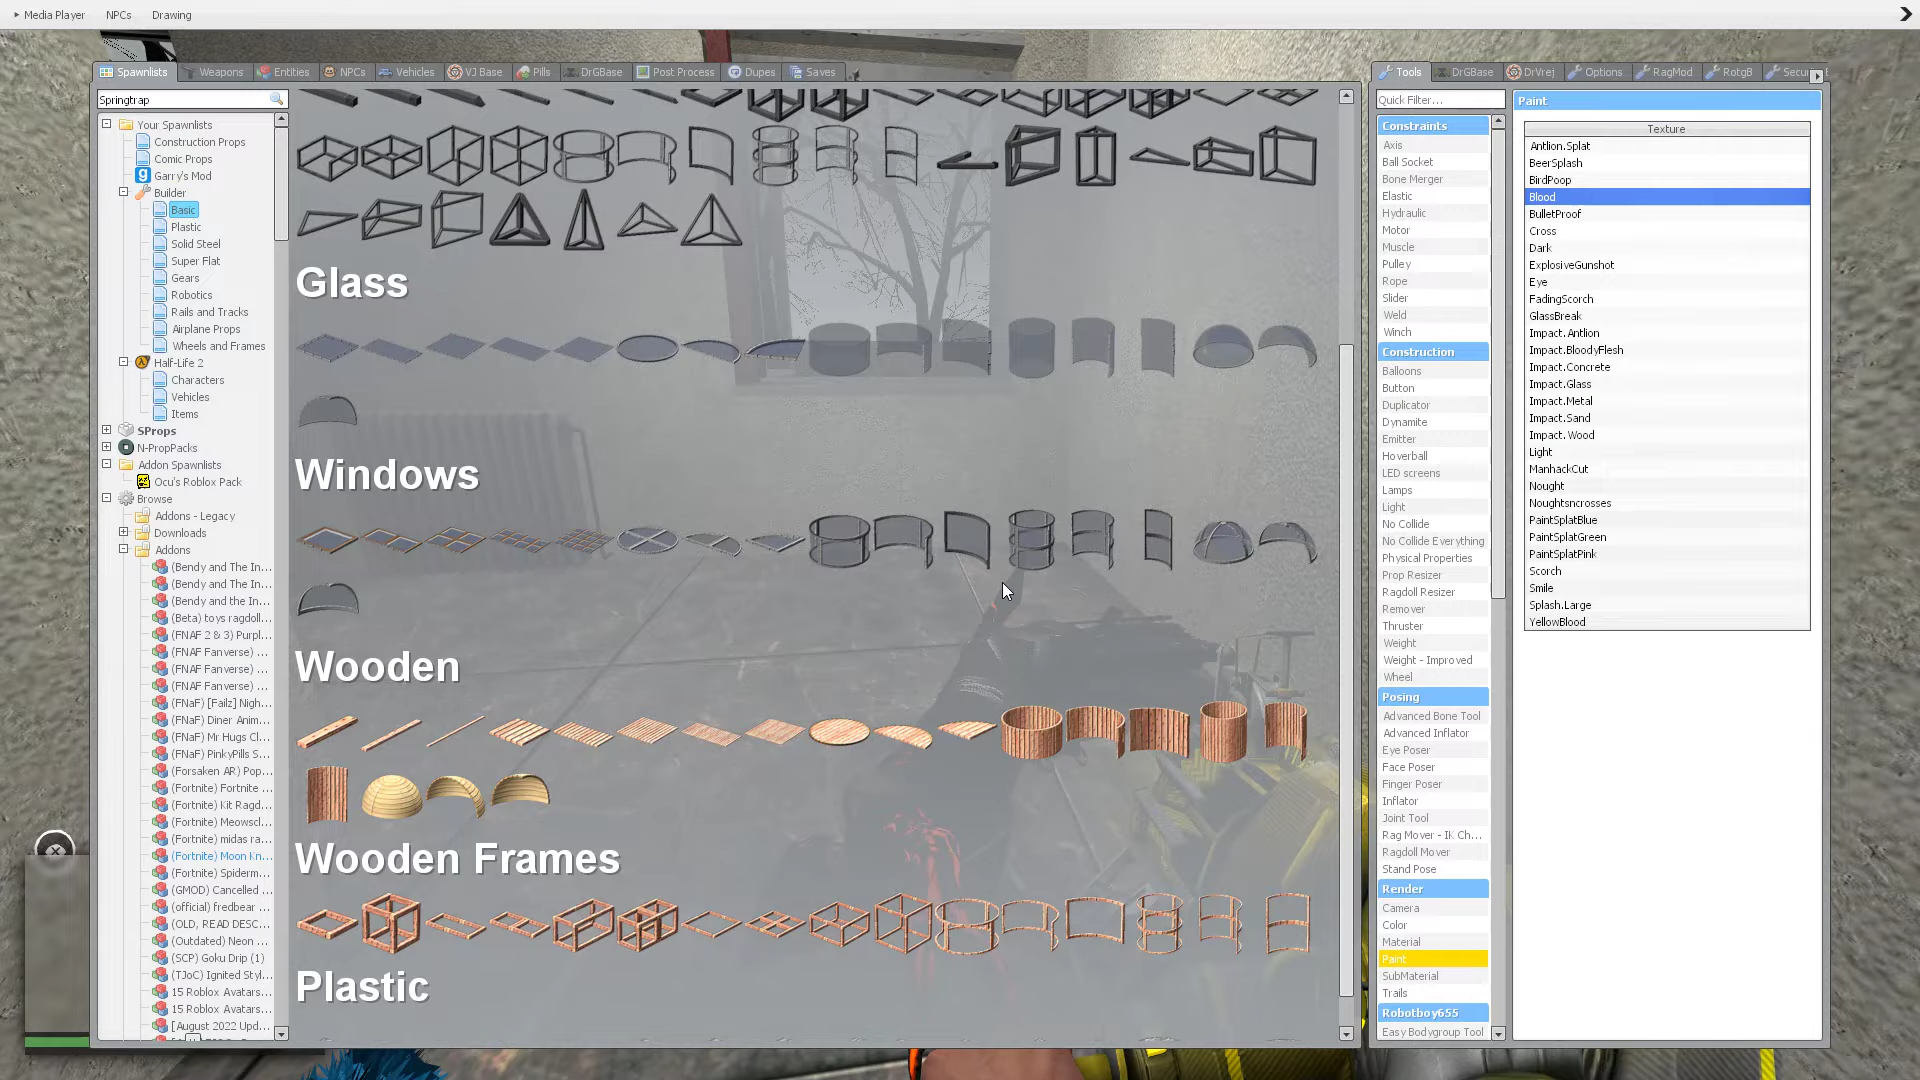 Media Player
NPCs
Drawing
Spawnlists
Weapons
Entities
NPCs
Vehicles
VJ Base
Pills
DrGBase
Post Process
Dupes
Saves
Springtrap
Your Spawnlists
Construction Props
Comic Props
Garry's Mod
Builder
Basic
Plastic
Solid Steel
Super Flat
Gears
Robotics
Rails and Tracks
Airplane Props
Wheels and Frames
Half-Life 2
Characters
Vehicles
Items
SProps
N-PropPacks
Addon Spawnlists
Ocu's Roblox Pack
Browse
Addons - Legacy
Downloads
Addons
(Bendy and The In...
(Bendy and The In...
(Bendy and the In...
(Beta) toys ragdoll...
(FNAF 2 & 3) Purpl...
(FNAF Fanverse) ...
(FNAF Fanverse) ...
(FNAF Fanverse) ...
(FNaF) [Failz] Nigh...
(FNaF) Diner Anim...
(FNaF) Mr Hugs Cl...
(FNAF) PinkyPills S...
(Forsaken AR) Pop...
(Fortnite) Fortnite ...
(Fortnite) Kit Ragd...
(Fortnite) Meowscl...
(Fortnite) midas ra...
(Fortnite) Moon Kn...
(Fortnite) Spiderm...
(GMOD) Cancelled ...
(official) fredbear ...
(OLD, READ DESC...
(Outdated) Neon ...
(SCP) Goku Drip (1)
(TJoC) Ignited Styl...
15 Roblox Avatars...
15 Roblox Avatars...
[August 2022 Upd...
Glass
Windows
Wooden
Wooden Frames
Plastic
Tools
DrGBase
DrVrej
Options
RagMod
RotgB
Quick Filter...
Constraints
Axis
Ball Socket
Bone Merger
Elastic
Hydraulic
Motor
Muscle
Pulley
Rope
Slider
Weld
Winch
Construction
Balloons
Button
Duplicator
Dynamite
Emitter
Hoverball
LED screens
Lamps
Light
No Collide
No Collide Everything
Physical Properties
Prop Resizer
Ragdoll Resizer
Remover
Thruster
Weight
Weight - Improved
Wheel
Posing
Advanced Bone Tool
Advanced Inflator
Eye Poser
Face Poser
Finger Poser
Inflator
Joint Tool
Rag Mover - IK Ch...
Ragdoll Mover
Stand Pose
Render
Camera
Color
Material
Paint
SubMaterial
Trails
Robotboy655
Easy Bodygroup Tool
Paint
Texture
Antlion.Splat
BeerSplash
BirdPoop
Blood
BulletProof
Cross
Dark
ExplosiveGunshot
Eye
FadingScorch
GlassBreak
Impact.Antlion
Impact.BloodyFlesh
Impact.Concrete
Impact.Glass
Impact.Metal
Impact.Sand
Impact.Wood
Light
ManhackCut
Nought
Noughtsncrosses
PaintSplatBlue
PaintSplatGreen
PaintSplatPink
Scorch
Smile
Splash.Large
YellowBlood